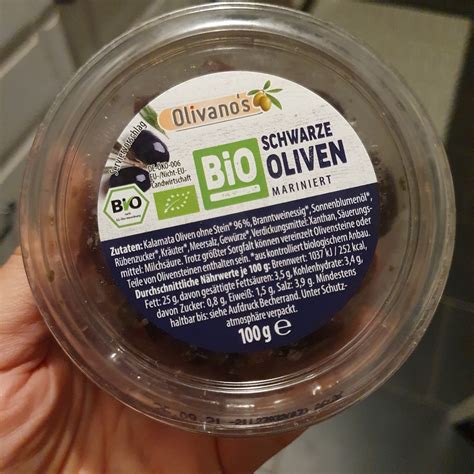 Olivano's
Serviervorschlag
DE-ÖKO-006
EU-/Nicht-EU-
Landwirtschaft
BiO
Bio
SCHWARZE
OLIVEN
MARINIERT
Zutaten: Kalamata Oliven ohne Stein* 96%, Branntweinessig*, Sonnenblumenöl*,
Rübenzucker*, Kräuter*, Meersalz, Gewürze*, Verdickungsmittel: Xanthan, Säuerungs-
mittel: Milchsäure. Trotz größter Sorgfalt können vereinzelt Olivensteine oder
Teile von Olivensteinen enthalten sein. *aus kontrolliert biologischem Anbau.
Durchschnittliche Nährwerte je 100 g: Brennwert: 1037 kJ / 252 kcal,
Fett: 25 g, davon gesättigte Fettsäuren: 3,5 g, Kohlenhydrate: 3,4 g,
davon Zucker: 0,8 g, Eiweiß: 1,5 g, Salz: 3,9 g. Mindestens
haltbar bis: siehe Aufdruck Becherrand. Unter Schutz-
atmosphäre verpackt.
100 g e